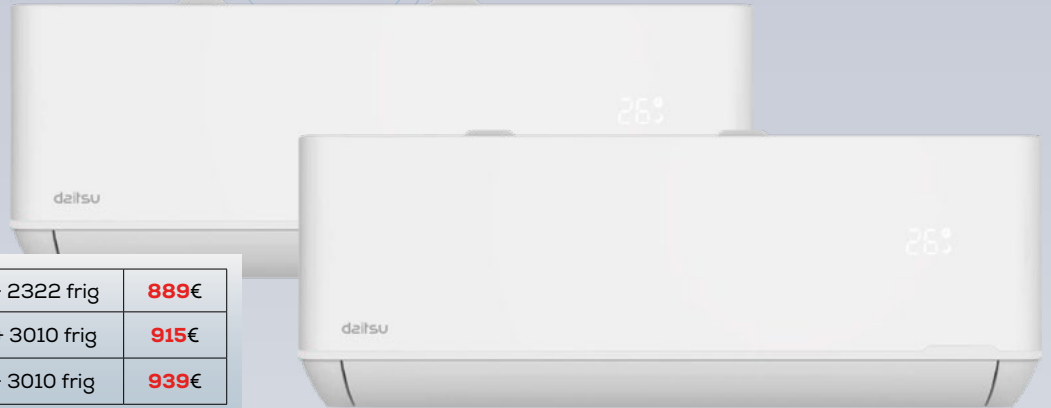 26°
daitsu
26°
daitsu
+ 2322 frig 889€
+ 3010 frig 915€
+ 3010 frig 939€